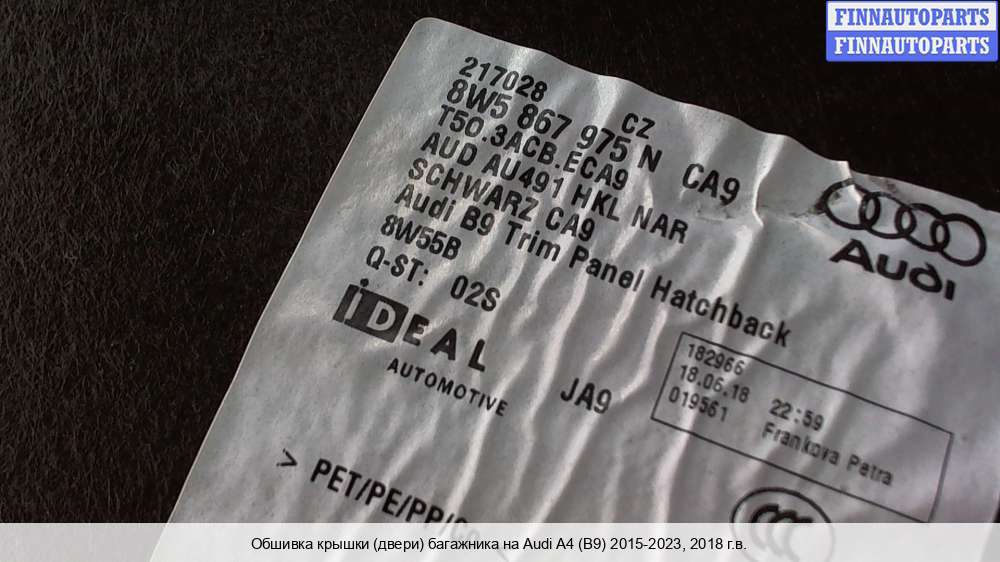 FINNAUTOPARTS
FINNAUTOPARTS
217028 CZ
8W5 867 975 N CA9
T50.3ACB.ECA9
AUD AU491 HKL NAR
SCHWARZ CA9
Audi B9 Trim Panel Hatchback
8W55B
Q-ST: 02S
Audi
iDEAL
AUTOMOTIVE
JA9
182966
18.06.18 22:59
019561 Frankova Petra
> PET/PE/PP/
Обшивка крышки (двери) багажника на Audi A4 (B9) 2015-2023, 2018 г.в.